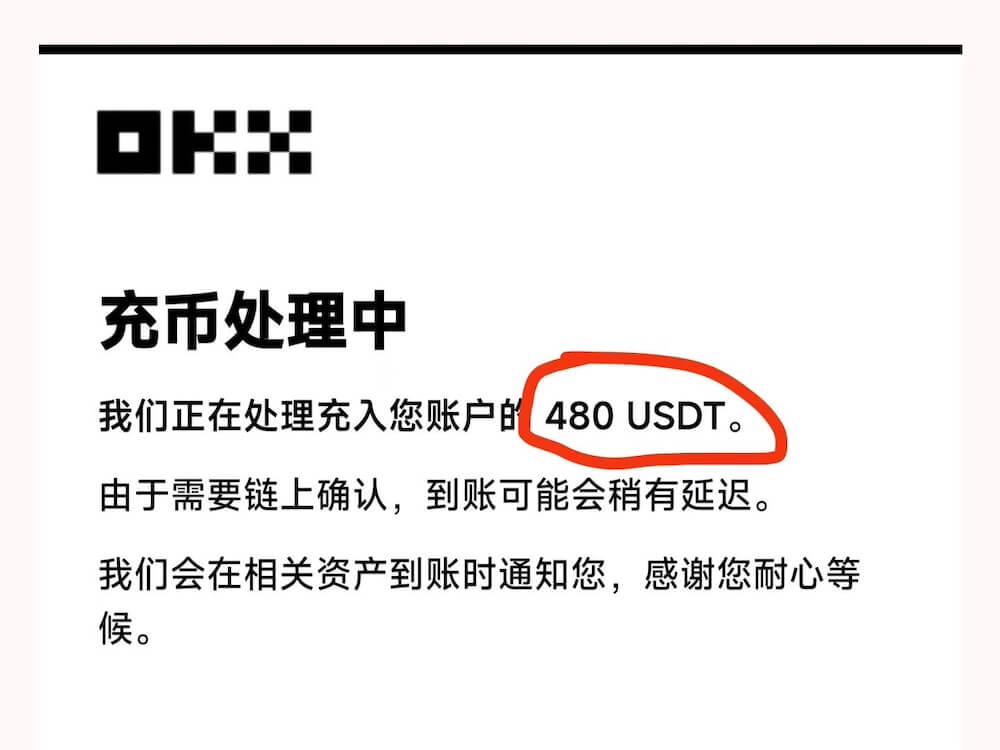 OKX
充币处理中
我们正在处理充入您账户的 480 USDT。
由于需要链上确认，到账可能会稍有延迟。
我们会在相关资产到账时通知您，感谢您耐心等
候。